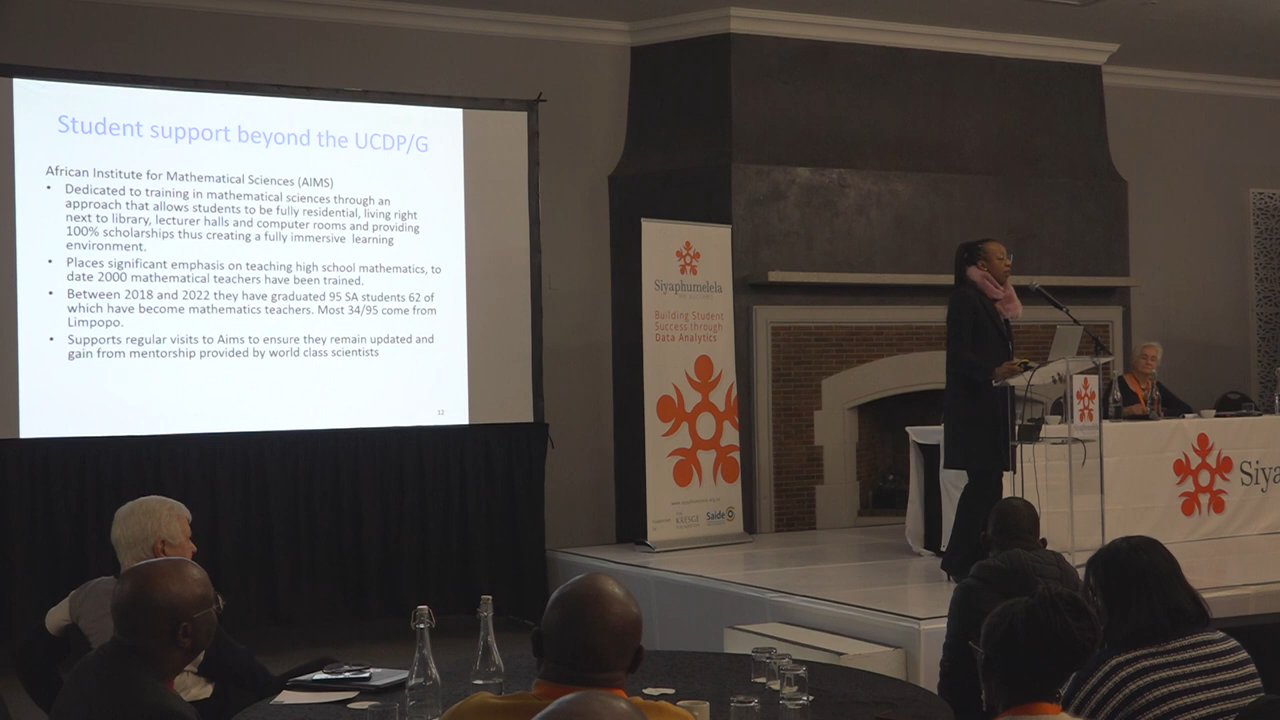 Student support beyond the UCDP/G
African Institute for Mathematical Sciences (AIMS)
• Dedicated to training in mathematical sciences through an
approach that allows students to be fully residential, living right
next to library, lecturer halls and computer rooms and providing
100% scholarships thus creating a fully immersive learning
environment.
• Places significant emphasis on teaching high school mathematics, to
date 2000 mathematical teachers have been trained.
• Between 2018 and 2022 they have graduated 95 SA students 62 of
which have become mathematics teachers. Most 34/95 come from
Limpopo.
• Supports regular visits to Aims to ensure they remain updated and
gain from mentorship provided by world class scientists
12
Siyaphumelela
Building Student
Success through
Data Analytics
www.siyaphumelela.org.za
KRESGE
Saide
Siya